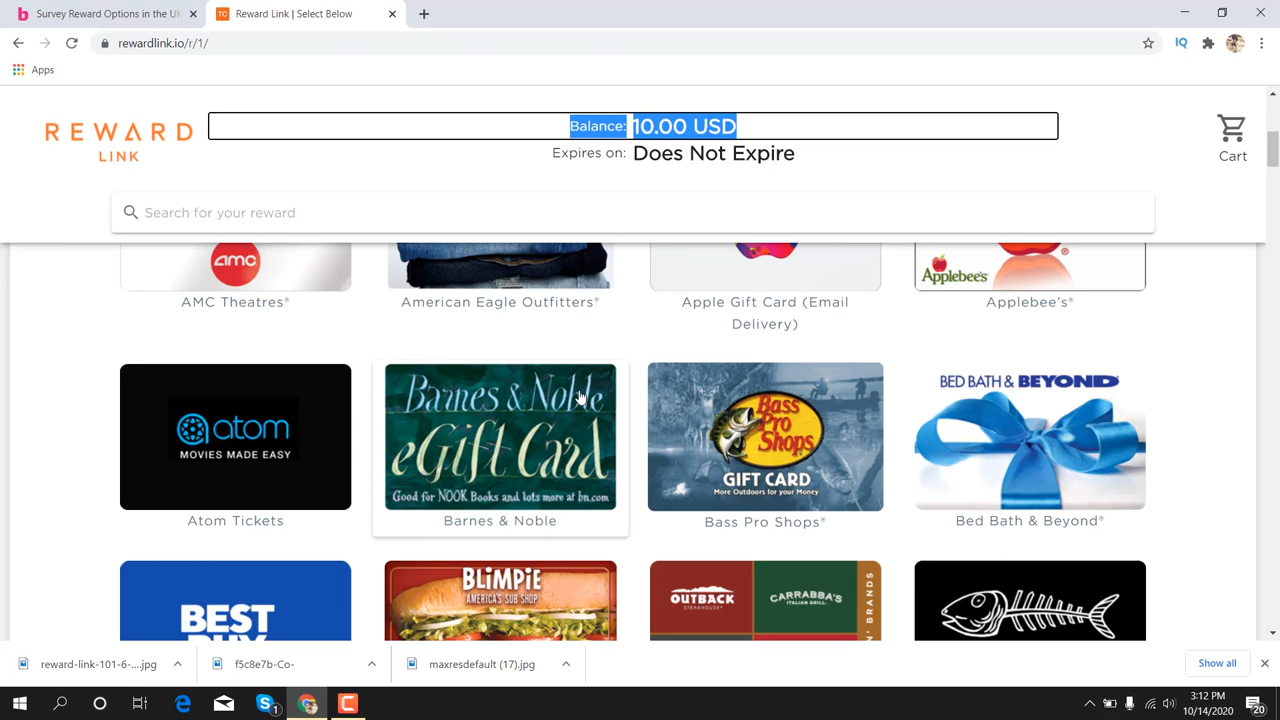 Survey Reward Options in the U
Reward Link | Select Below
rewardlink.io/r/1/
IQ
Apps
REWARD
LINK
Balance: 10.00 USD
Expires on: Does Not Expire
Cart
Search for your reward
amc
Applebee's
AMC Theatres®
American Eagle Outfitters®
Apple Gift Card (Email
Delivery)
Applebee's®
atom
MOVIES MADE EASY
Barnes & Noble
eGift Card
Good for NOOK Books and lots more at bn.com
Bass
Pro
Shops
GIFT CARD
More Outdoors for your Money
BED BATH & BEYOND
Atom Tickets
Barnes & Noble
Bass Pro Shops®
Bed Bath & Beyond®
BEST
BUY
BLiMPiE
AMERICA'S SUB SHOP
OUTBACK
STEAKHOUSE
CARRABBA'S
ITALIAN GRILL
N' BRANDS
reward-link-101-6-....jpg
f5c8e7b-Co-
maxresdefault (17).jpg
Show all
3:12 PM
10/14/2020
1
20